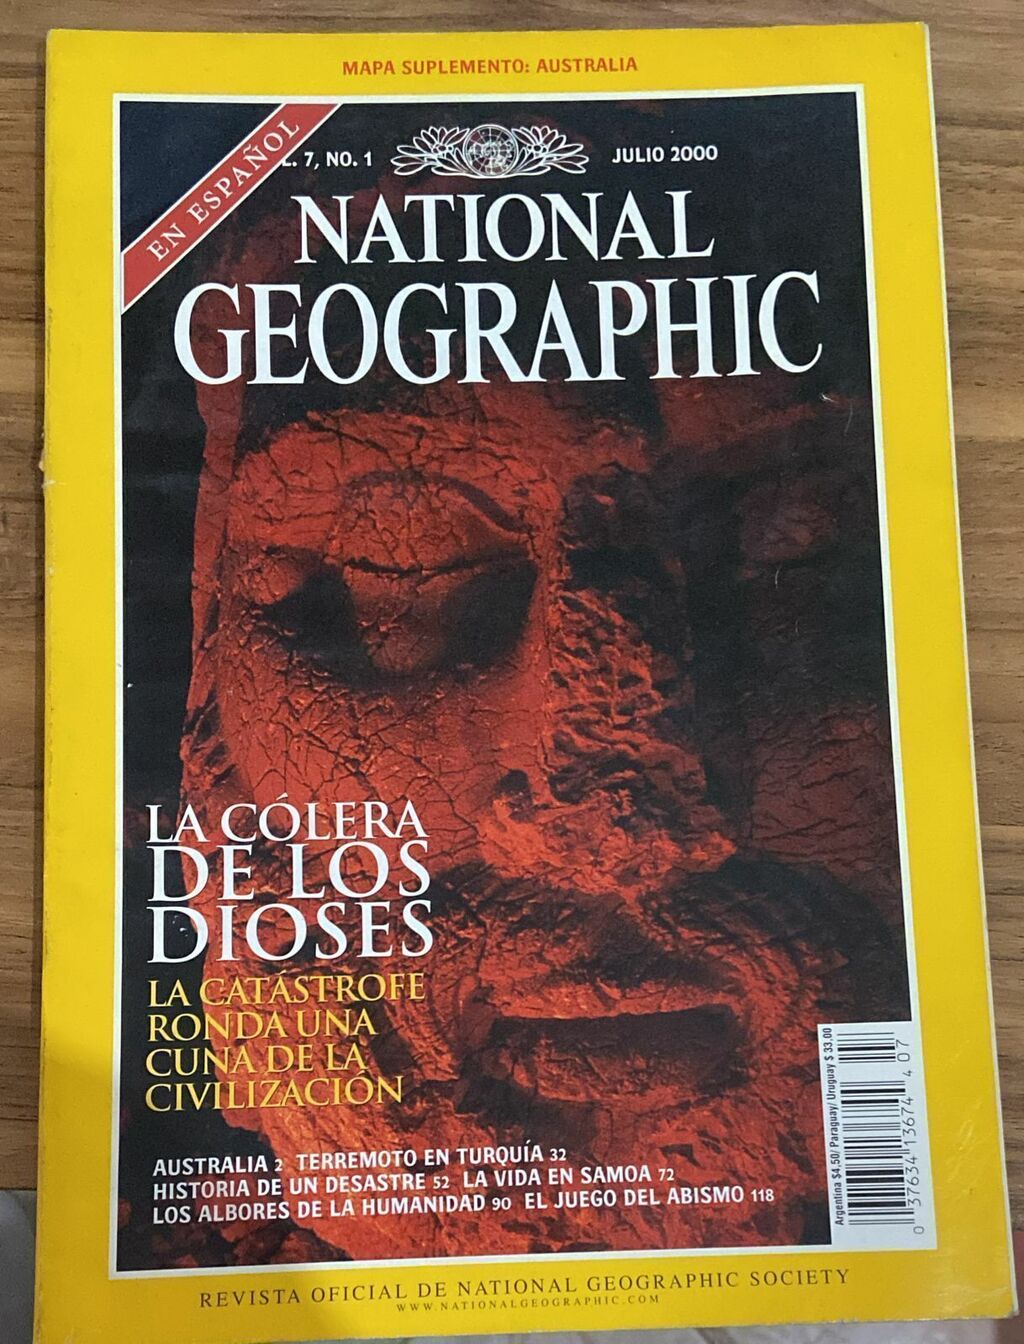 MAPA SUPLEMENTO: AUSTRALIA
EN ESPAÑOL
L. 7, NO. 1
JULIO 2000
NATIONAL
GEOGRAPHIC
LA CÓLERA
DE LOS
DIOSES
LA CATÁSTROFE
RONDA UNA
CUNA DE LA
CIVILIZACIÓN
AUSTRALIA 2 TERREMOTO EN TURQUÍA 32
HISTORIA DE UN DESASTRE 52 LA VIDA EN SAMOA 72
LOS ALBORES DE LA HUMANIDAD 90 EL JUEGO DEL ABISMO 118
Argentina $4,50/ Paraguay/ Uruguay $ 33,00
0 37634 13674 4 07
REVISTA OFICIAL DE NATIONAL GEOGRAPHIC SOCIETY
WWW.NATIONALGEOGRAPHIC.COM